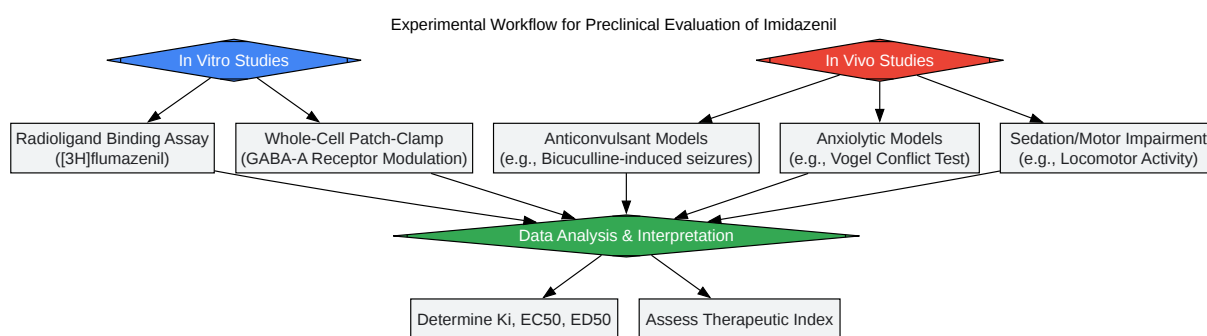 Experimental Workflow for Preclinical Evaluation of Imidazenil
In Vitro Studies
In Vivo Studies
Radioligand Binding Assay
([3H]flumazenil)
Whole-Cell Patch-Clamp
(GABA-A Receptor Modulation)
Anticonvulsant Models
(e.g., Bicuculline-induced seizures)
Anxiolytic Models
(e.g., Vogel Conflict Test)
Sedation/Motor Impairment
(e.g., Locomotor Activity)
Data Analysis & Interpretation
Determine Ki, EC50, ED50
Assess Therapeutic Index